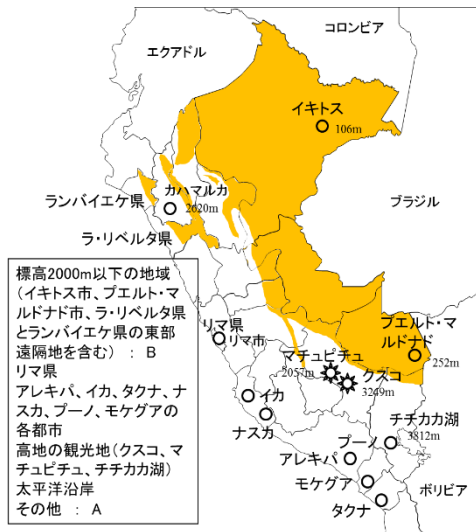 コロンビア
エクアドル
イキトス
106m
カハマルカ
2620m
ランバイエケ県
ブラジル
ラ・リベルタ県
標高2000m以下の地域
(イキトス市、プエルト・マ
ルドナド市、ラ・リベルタ県
とランバイエケ県の東部
遠隔地を含む) : B
リマ県
アレキパ、イカ、タクナ、ナ
スカ、プーノ、モケグアの
各都市
高地の観光地(クスコ、マ
チュピチュ、チチカカ湖)
太平洋沿岸
その他 : A
リマ県
リマ市
プエルト・マ
ルドナド
252m
マチュピチュ
2057m
クスコ
3249m
イカ
ナスカ
チチカカ湖
3812m
プーノ
アレキパ
モケグア
ボリビア
タクナ